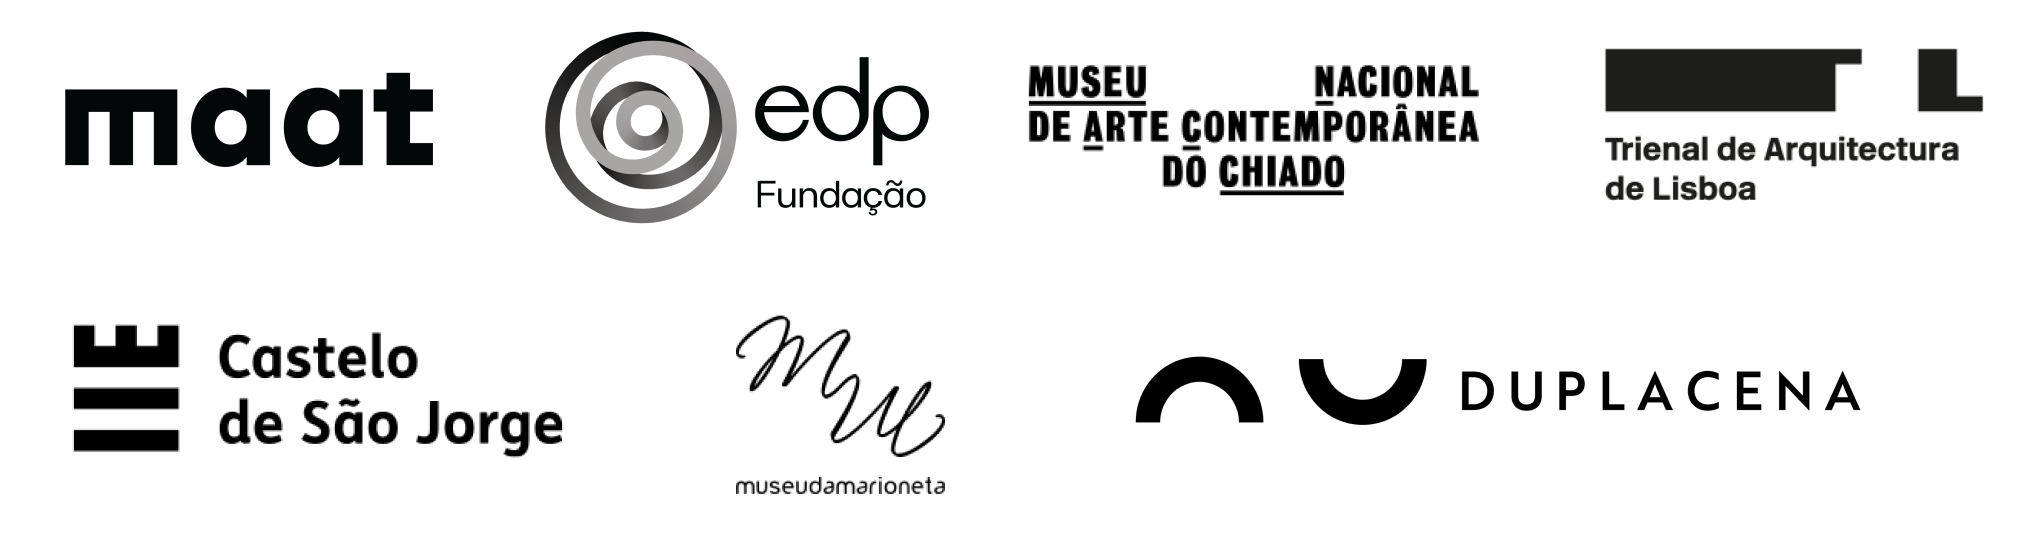 maat
edp
Fundação
MUSEU NACIONAL
DE ARTE CONTEMPORÂNEA
DO CHIADO
Trienal de Arquitectura
de Lisboa
Castelo
de São Jorge
museudamarioneta
DUPLACENA